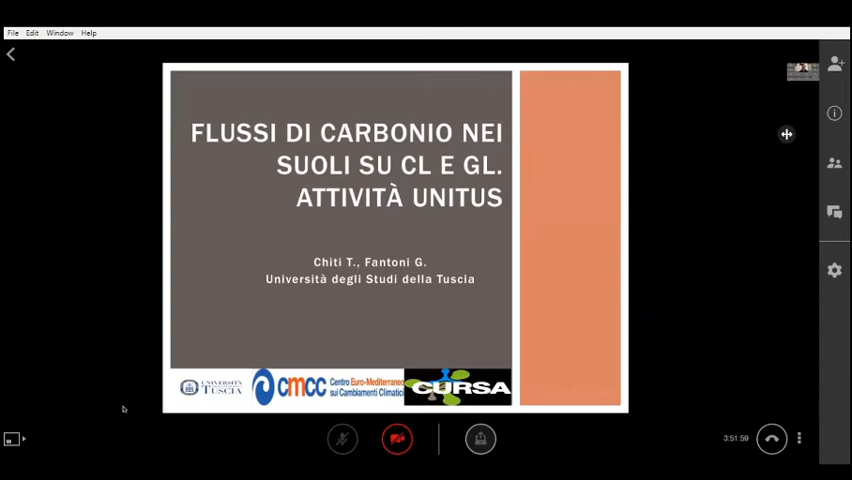 File Edit Window Help
FLUSSI DI CARBONIO NEI
SUOLI SU CL E GL.
ATTIVITÀ UNITUS
Chiti T., Fantoni G.
Università degli Studi della Tuscia
UNIVERSITÀ
TUSCIA
cmcc
Centro Euro-Mediterraneo
sui Cambiamenti Climatici
CURSA
3:51:59